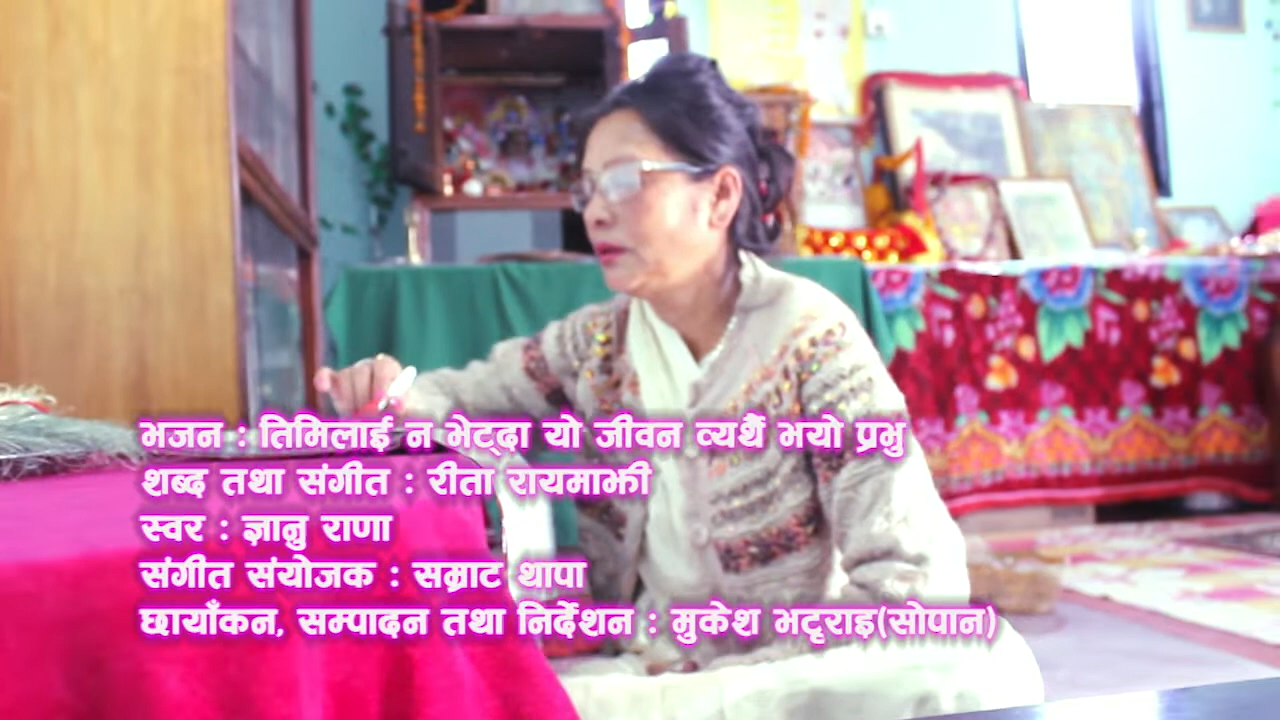 भजन : तिमिलाई न भेट्दा यो जीवन व्यर्थै भयो प्रभु
शब्द तथा संगीत : रीता रायमाझी
स्वर : ज्ञानु राणा
संगीत संयोजक : सम्राट थापा
छायाँकन, सम्पादन तथा निर्देशन : मुकेश भट्टराइ(सोपान)